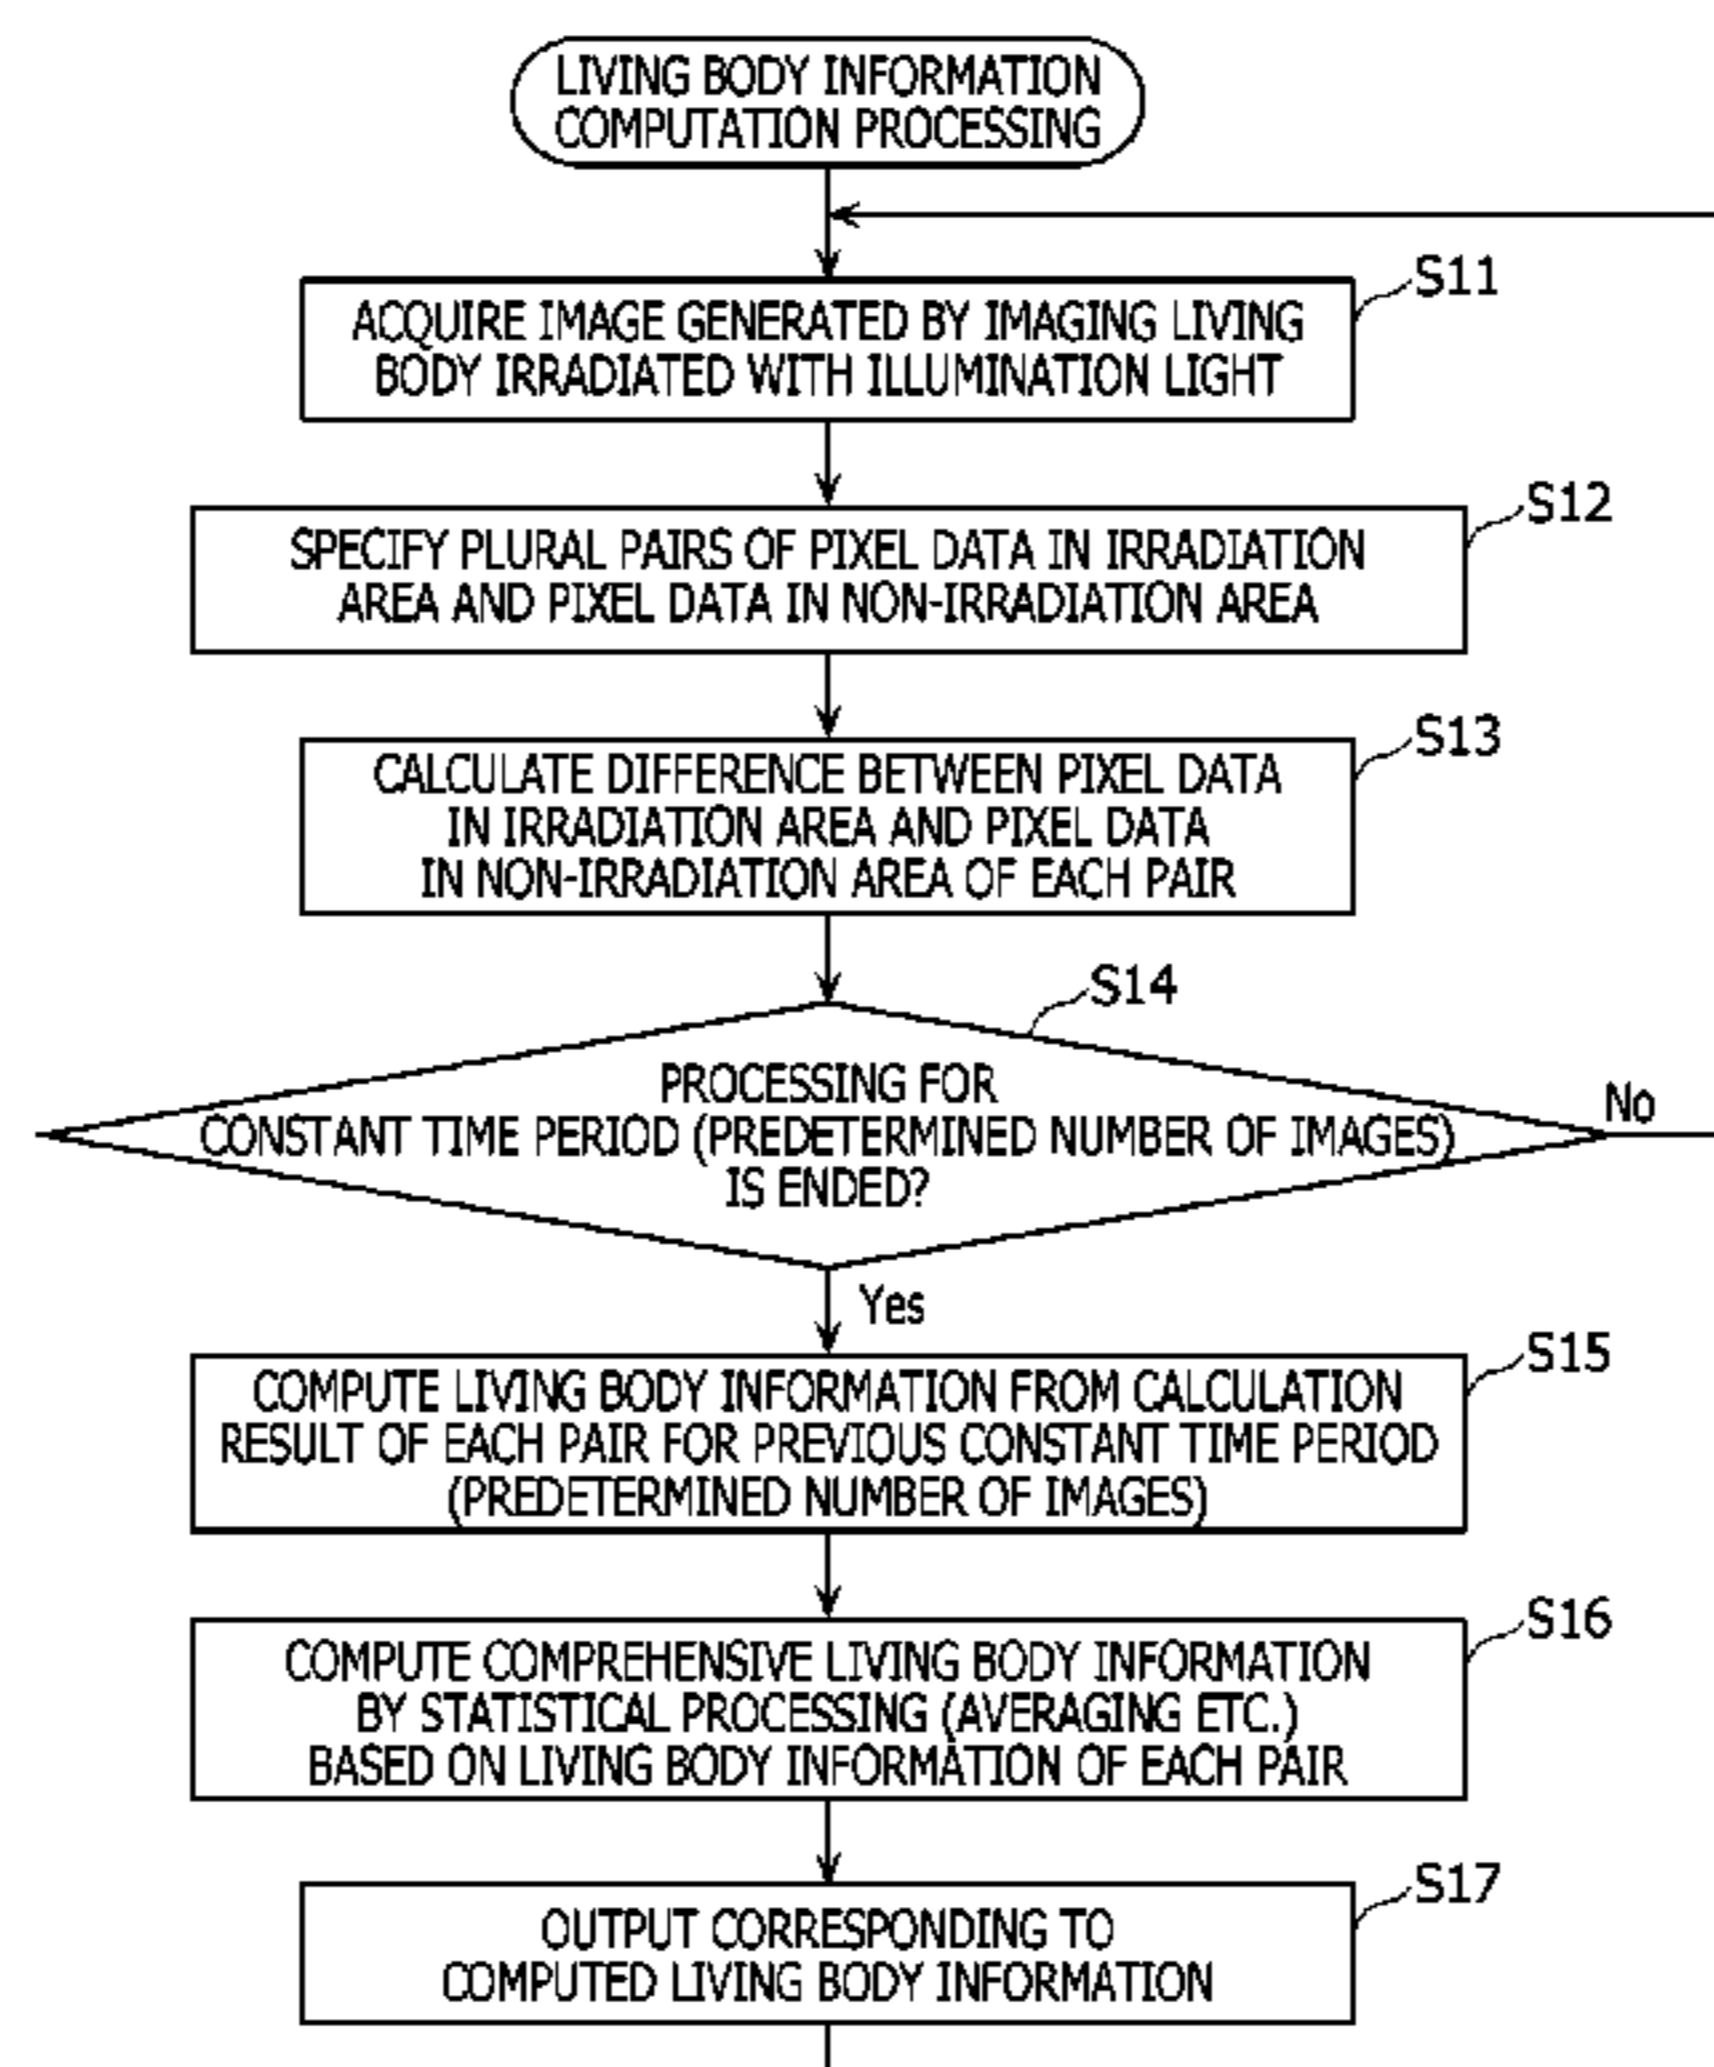 LIVING BODY INFORMATION
COMPUTATION PROCESSING
S11
ACQUIRE IMAGE GENERATED BY IMAGING LIVING
BODY IRRADIATED WITH ILLUMINATION LIGHT
S12
SPECIFY PLURAL PAIRS OF PIXEL DATA IN IRRADIATION
AREA AND PIXEL DATA IN NON-IRRADIATION AREA
S13
CALCULATE DIFFERENCE BETWEEN PIXEL DATA
IN IRRADIATION AREA AND PIXEL DATA
IN NON-IRRADIATION AREA OF EACH PAIR
S14
PROCESSING FOR
CONSTANT TIME PERIOD (PREDETERMINED NUMBER OF IMAGES)
IS ENDED?
No
Yes
S15
COMPUTE LIVING BODY INFORMATION FROM CALCULATION
RESULT OF EACH PAIR FOR PREVIOUS CONSTANT TIME PERIOD
(PREDETERMINED NUMBER OF IMAGES)
S16
COMPUTE COMPREHENSIVE LIVING BODY INFORMATION
BY STATISTICAL PROCESSING (AVERAGING ETC.)
BASED ON LIVING BODY INFORMATION OF EACH PAIR
S17
OUTPUT CORRESPONDING TO
COMPUTED LIVING BODY INFORMATION